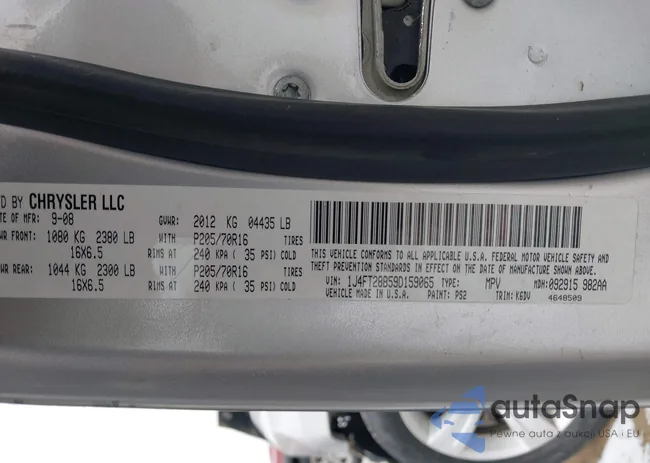 D BY CHRYSLER LLC
ATE OF MFR: 9-08 GVWR: 2012 KG 04435 LB
WR FRONT: 1080 KG 2380 LB WITH P205/70R16 TIRES
16X6.5 RIMS AT 240 KPA ( 35 PSI) COLD
WR REAR: 1044 KG 2300 LB WITH P205/70R16 TIRES
16X6.5 RIMS AT 240 KPA ( 35 PSI) COLD
THIS VEHICLE CONFORMS TO ALL APPLICABLE U.S.A. FEDERAL MOTOR VEHICLE SAFETY AND
THEFT PREVENTION STANDARDS IN EFFECT ON THE DATE OF MANUFACTURE SHOWN ABOVE.
VIN: 1J4FT28B59D159065 TYPE: MPV MDH: 092915 982AA
VEHICLE MADE IN U.S.A. PAINT: PS2 TRIM: K6DV 4648509
autoSnap
Pewne auta z aukcji USA i EU